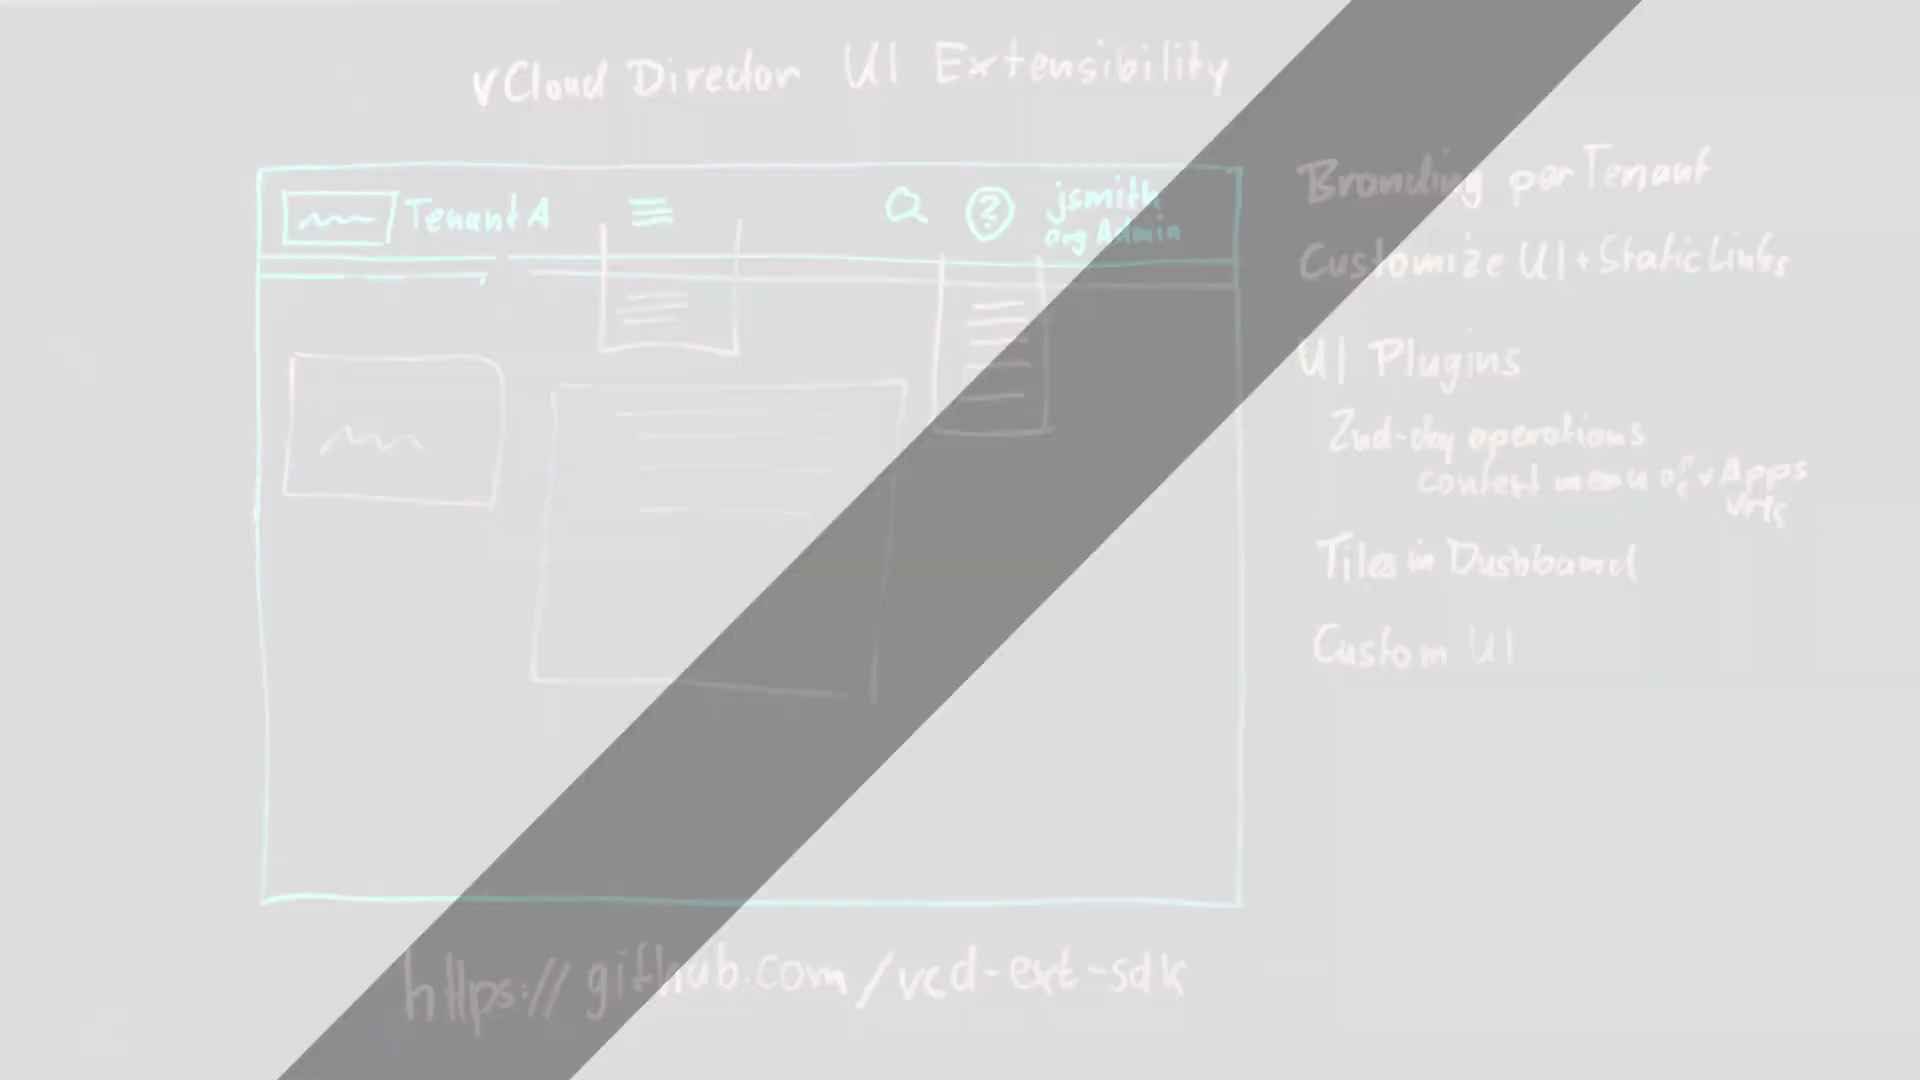 vCloud Director UI Extensibility
Tenant A
?
jsmith
Org Admin
Branding per Tenant
Customize UI + Static Links
UI Plugins
2nd-day operations
context menu of vApps
VMs
Tiles in Dashboard
Custom UI
https://github.com/vcd-ext-sdk